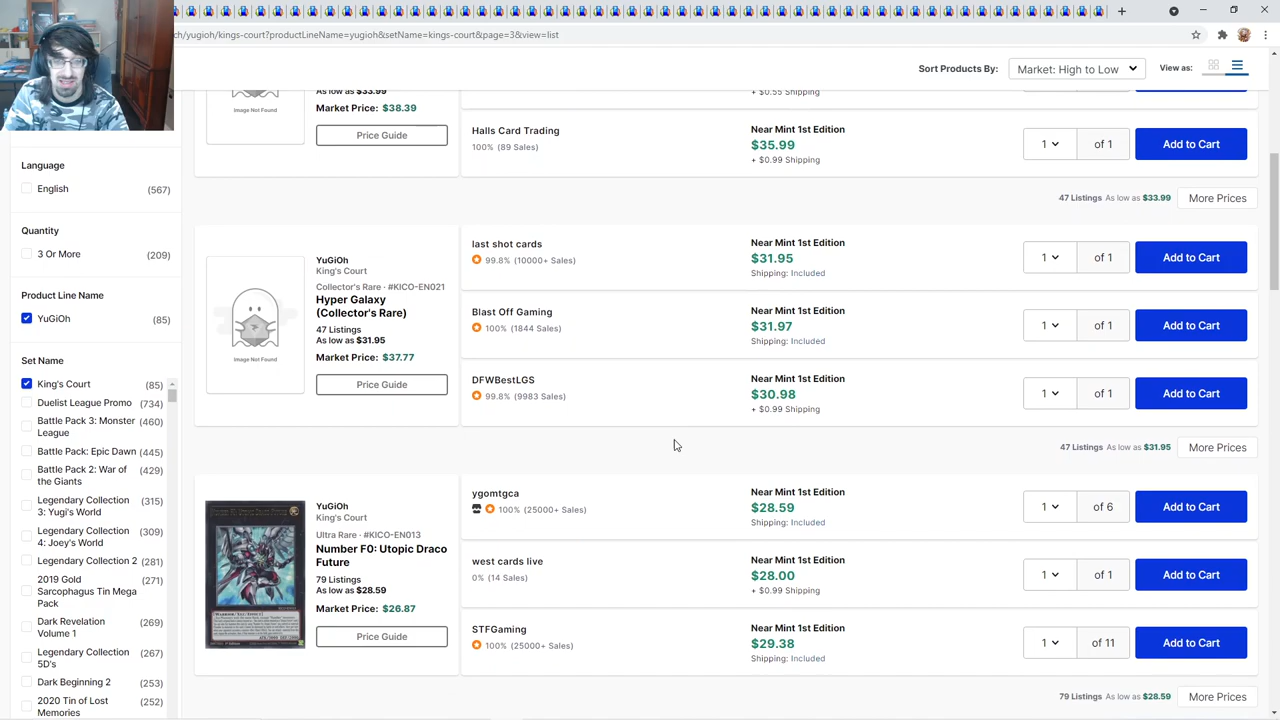 ch/yugioh/kings-court?productLineName=yugioh&setName=kings-court&page=3&view=list
Sort Products By: Market: High to Low View as:
Language
English (567)
Quantity
3 Or More (209)
Product Line Name
YuGiOh (85)
Set Name
King's Court (85)
Duelist League Promo (734)
Battle Pack 3: Monster League (460)
Battle Pack: Epic Dawn (445)
Battle Pack 2: War of the Giants (429)
Legendary Collection 3: Yugi's World (315)
Legendary Collection 4: Joey's World (309)
Legendary Collection 2 (281)
2019 Gold Sarcophagus Tin Mega Pack (271)
Dark Revelation Volume 1 (269)
Legendary Collection 5D's (267)
Dark Beginning 2 (253)
2020 Tin of Lost Memories (252)
Image Not Found
As low as $33.99
Market Price: $38.39
Price Guide
+ $0.55 Shipping
Halls Card Trading
100% (89 Sales)
Near Mint 1st Edition
$35.99
+ $0.99 Shipping
1 of 1 Add to Cart
47 Listings As low as $33.99 More Prices
Image Not Found
YuGiOh
King's Court
Collector's Rare · #KICO-EN021
Hyper Galaxy
(Collector's Rare)
47 Listings
As low as $31.95
Market Price: $37.77
Price Guide
last shot cards
99.8% (10000+ Sales)
Near Mint 1st Edition
$31.95
Shipping: Included
1 of 1 Add to Cart
Blast Off Gaming
100% (1844 Sales)
Near Mint 1st Edition
$31.97
Shipping: Included
1 of 1 Add to Cart
DFWBestLGS
99.8% (9983 Sales)
Near Mint 1st Edition
$30.98
+ $0.99 Shipping
1 of 1 Add to Cart
47 Listings As low as $31.95 More Prices
YuGiOh
King's Court
Ultra Rare · #KICO-EN013
Number F0: Utopic Draco
Future
79 Listings
As low as $28.59
Market Price: $26.87
Price Guide
ygomtgca
100% (25000+ Sales)
Near Mint 1st Edition
$28.59
Shipping: Included
1 of 6 Add to Cart
west cards live
0% (14 Sales)
Near Mint 1st Edition
$28.00
+ $0.99 Shipping
1 of 1 Add to Cart
STFGaming
100% (25000+ Sales)
Near Mint 1st Edition
$29.38
Shipping: Included
1 of 11 Add to Cart
79 Listings As low as $28.59 More Prices